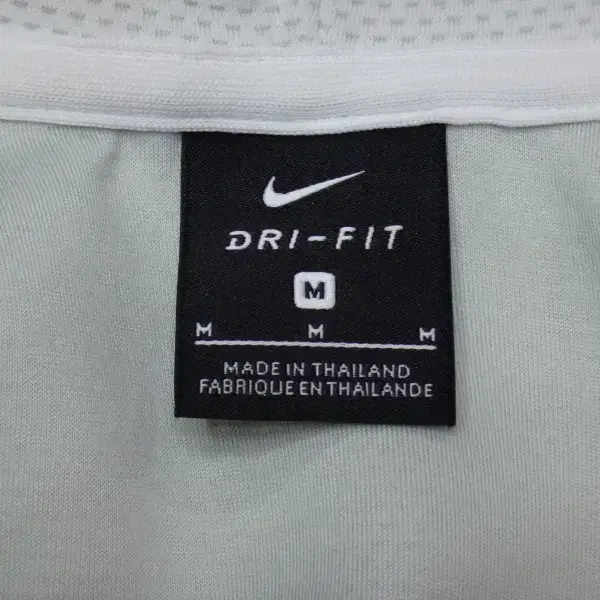 DRI-FIT
M
M M M
MADE IN THAILAND
FABRIQUE EN THAILANDE